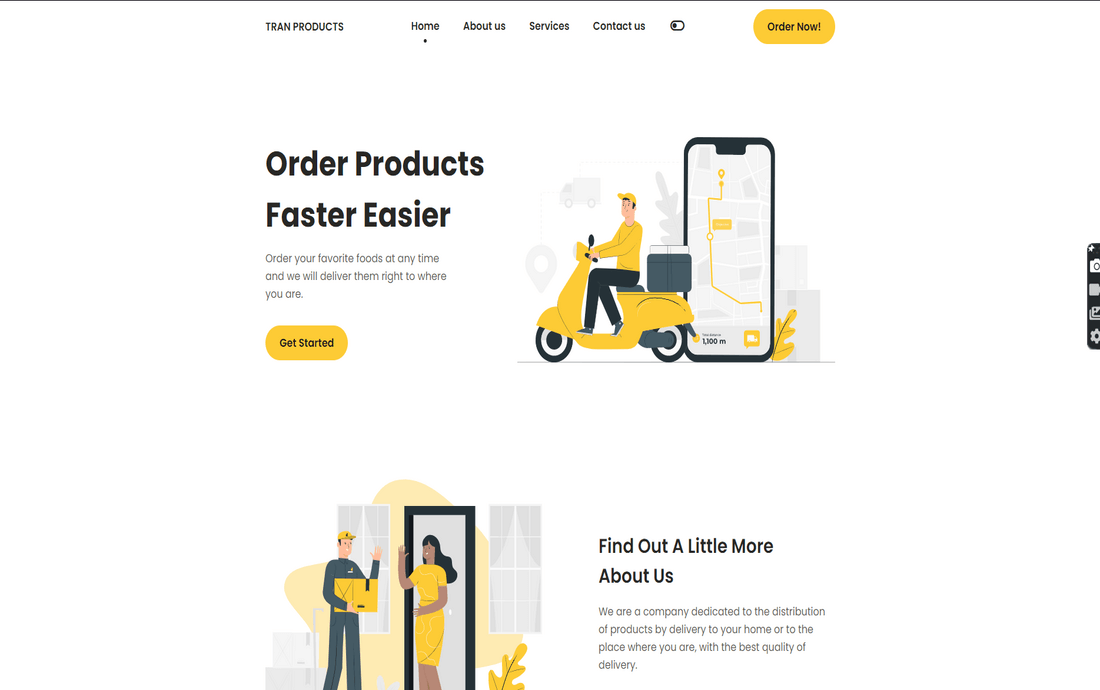 TRAN PRODUCTS
Home
About us
Services
Contact us
Order Now!
Order Products
Faster Easier
Order your favorite foods at any time
and we will deliver them right to where
you are.
Get Started
1,100 m
Find Out A Little More
About Us
We are a company dedicated to the distribution
of products by delivery to your home or to the
place where you are, with the best quality of
delivery.